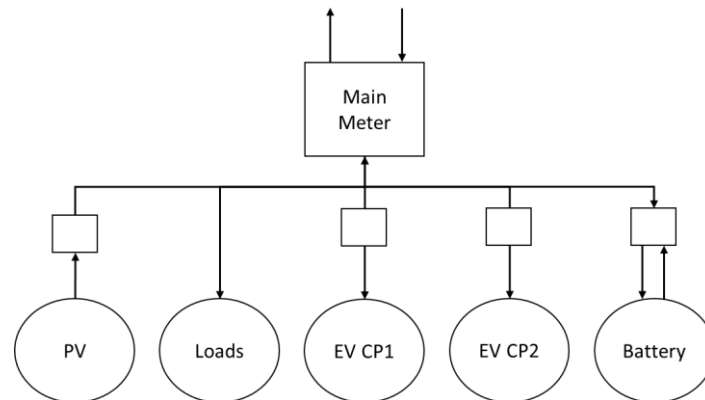 Main
Meter
PV
Loads
EV CP1
EV CP2
Battery